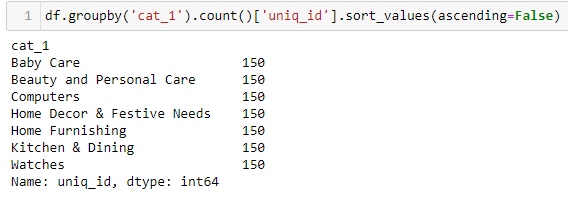 1 df.groupby('cat_1').count()['uniq_id'].sort_values(ascending=False)
cat_1
Baby Care 150
Beauty and Personal Care 150
Computers 150
Home Decor & Festive Needs 150
Home Furnishing 150
Kitchen & Dining 150
Watches 150
Name: uniq_id, dtype: int64